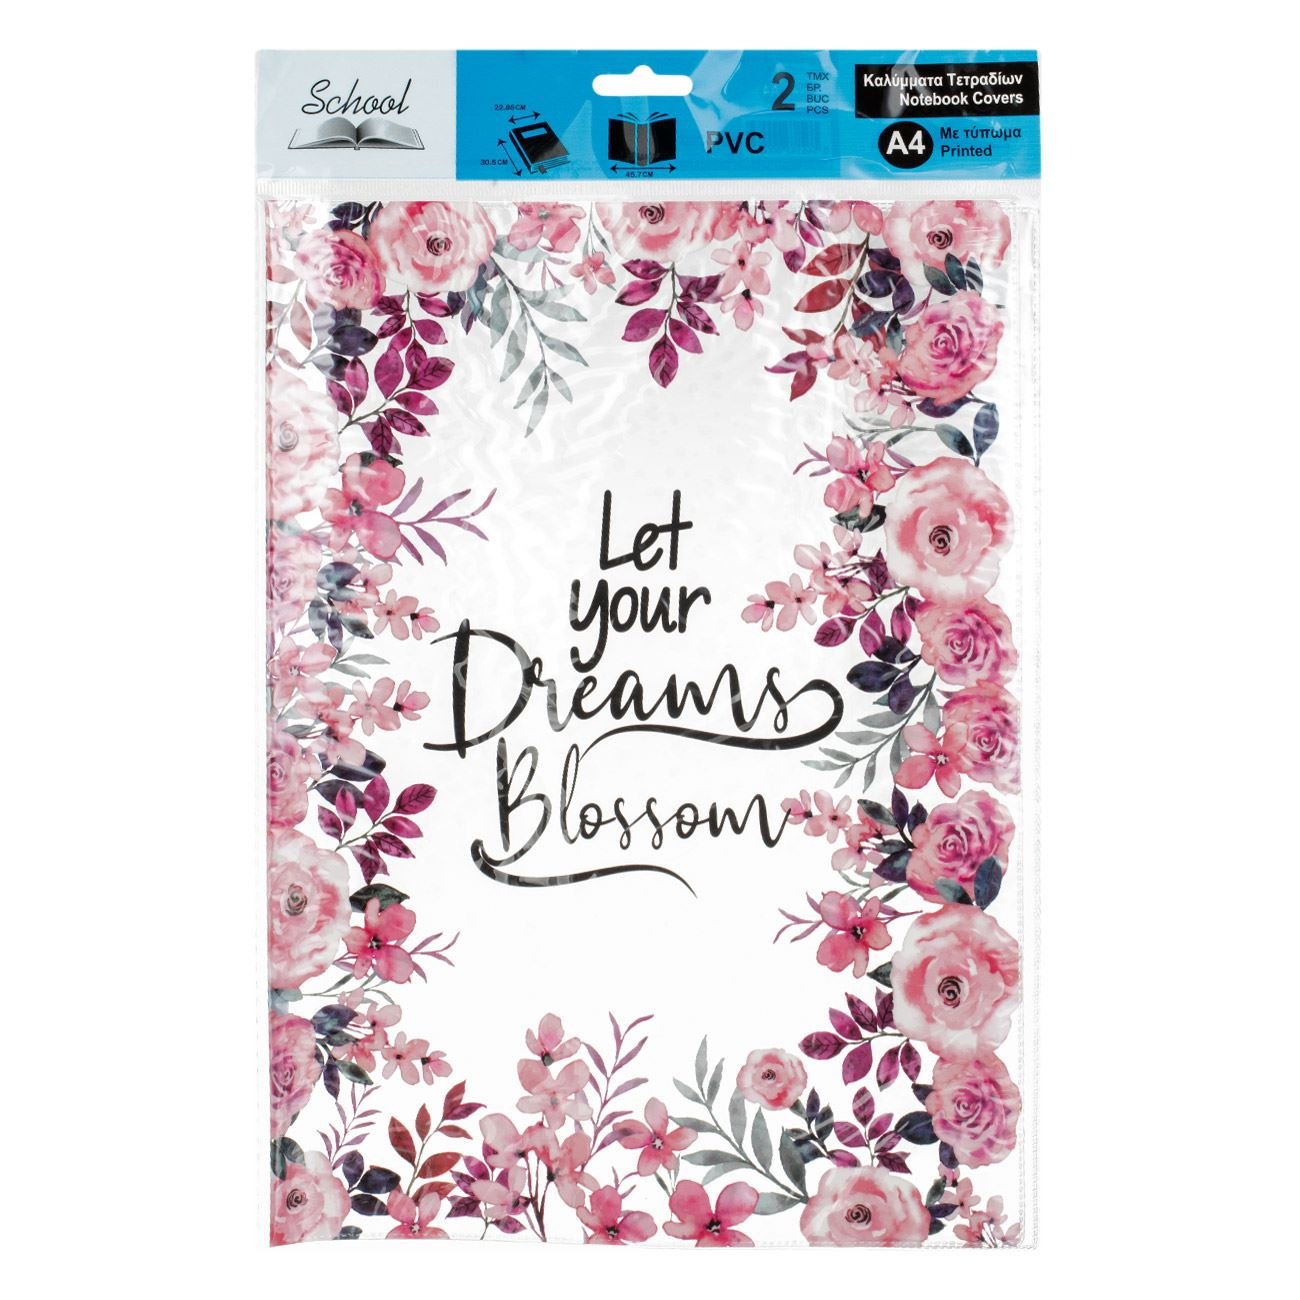 School
22.85CM
30.5CM
45.7CM
PVC
2
ΤΜΧ
БР.
BUC
PCS
Καλύμματα Τετραδίων
Notebook Covers
A4
Με τύπωμα
Printed
Let
your
Dreams
Blossom